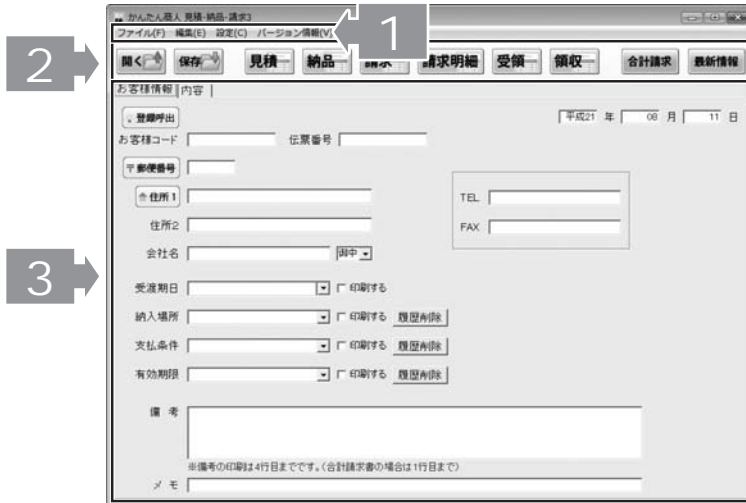 かんたん商人 見積・納品・請求3
ファイル(F) 編集(E) 設定(C) バージョン情報(V)
1
2
開く 保存 見積 納品 請求 請求明細 受領 領収 合計請求 最新情報
お客様情報 内容
登録呼出
平成21 年 08 月 11 日
お客様コード 伝票番号
〒郵便番号
住所1
TEL
住所2
FAX
会社名 御中
3
受渡期日 印刷する
納入場所 印刷する 履歴削除
支払条件 印刷する 履歴削除
有効期限 印刷する 履歴削除
備 考
※備考の印刷は4行目までです。(合計請求書の場合は1行目まで)
メ モ